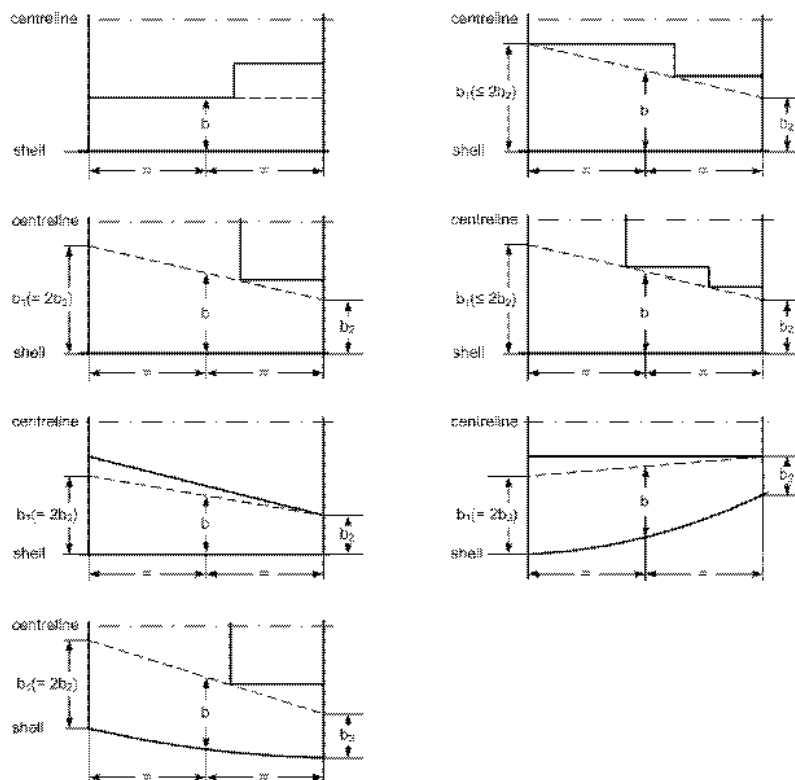 centreline
b
shell
= =
centreline
b₁(≤ 2b₂)
b
b₂
shell
= =
centreline
b₁(= 2b₂)
b
b₂
shell
= =
centreline
b₁(≤ 2b₂)
b
b₂
shell
= =
centreline
b₁(= 2b₂)
b
b₂
shell
= =
centreline
b₂
b
b₁(= 2b₂)
shell
= =
centreline
b₁(= 2b₂)
b
shell
b₂
= =